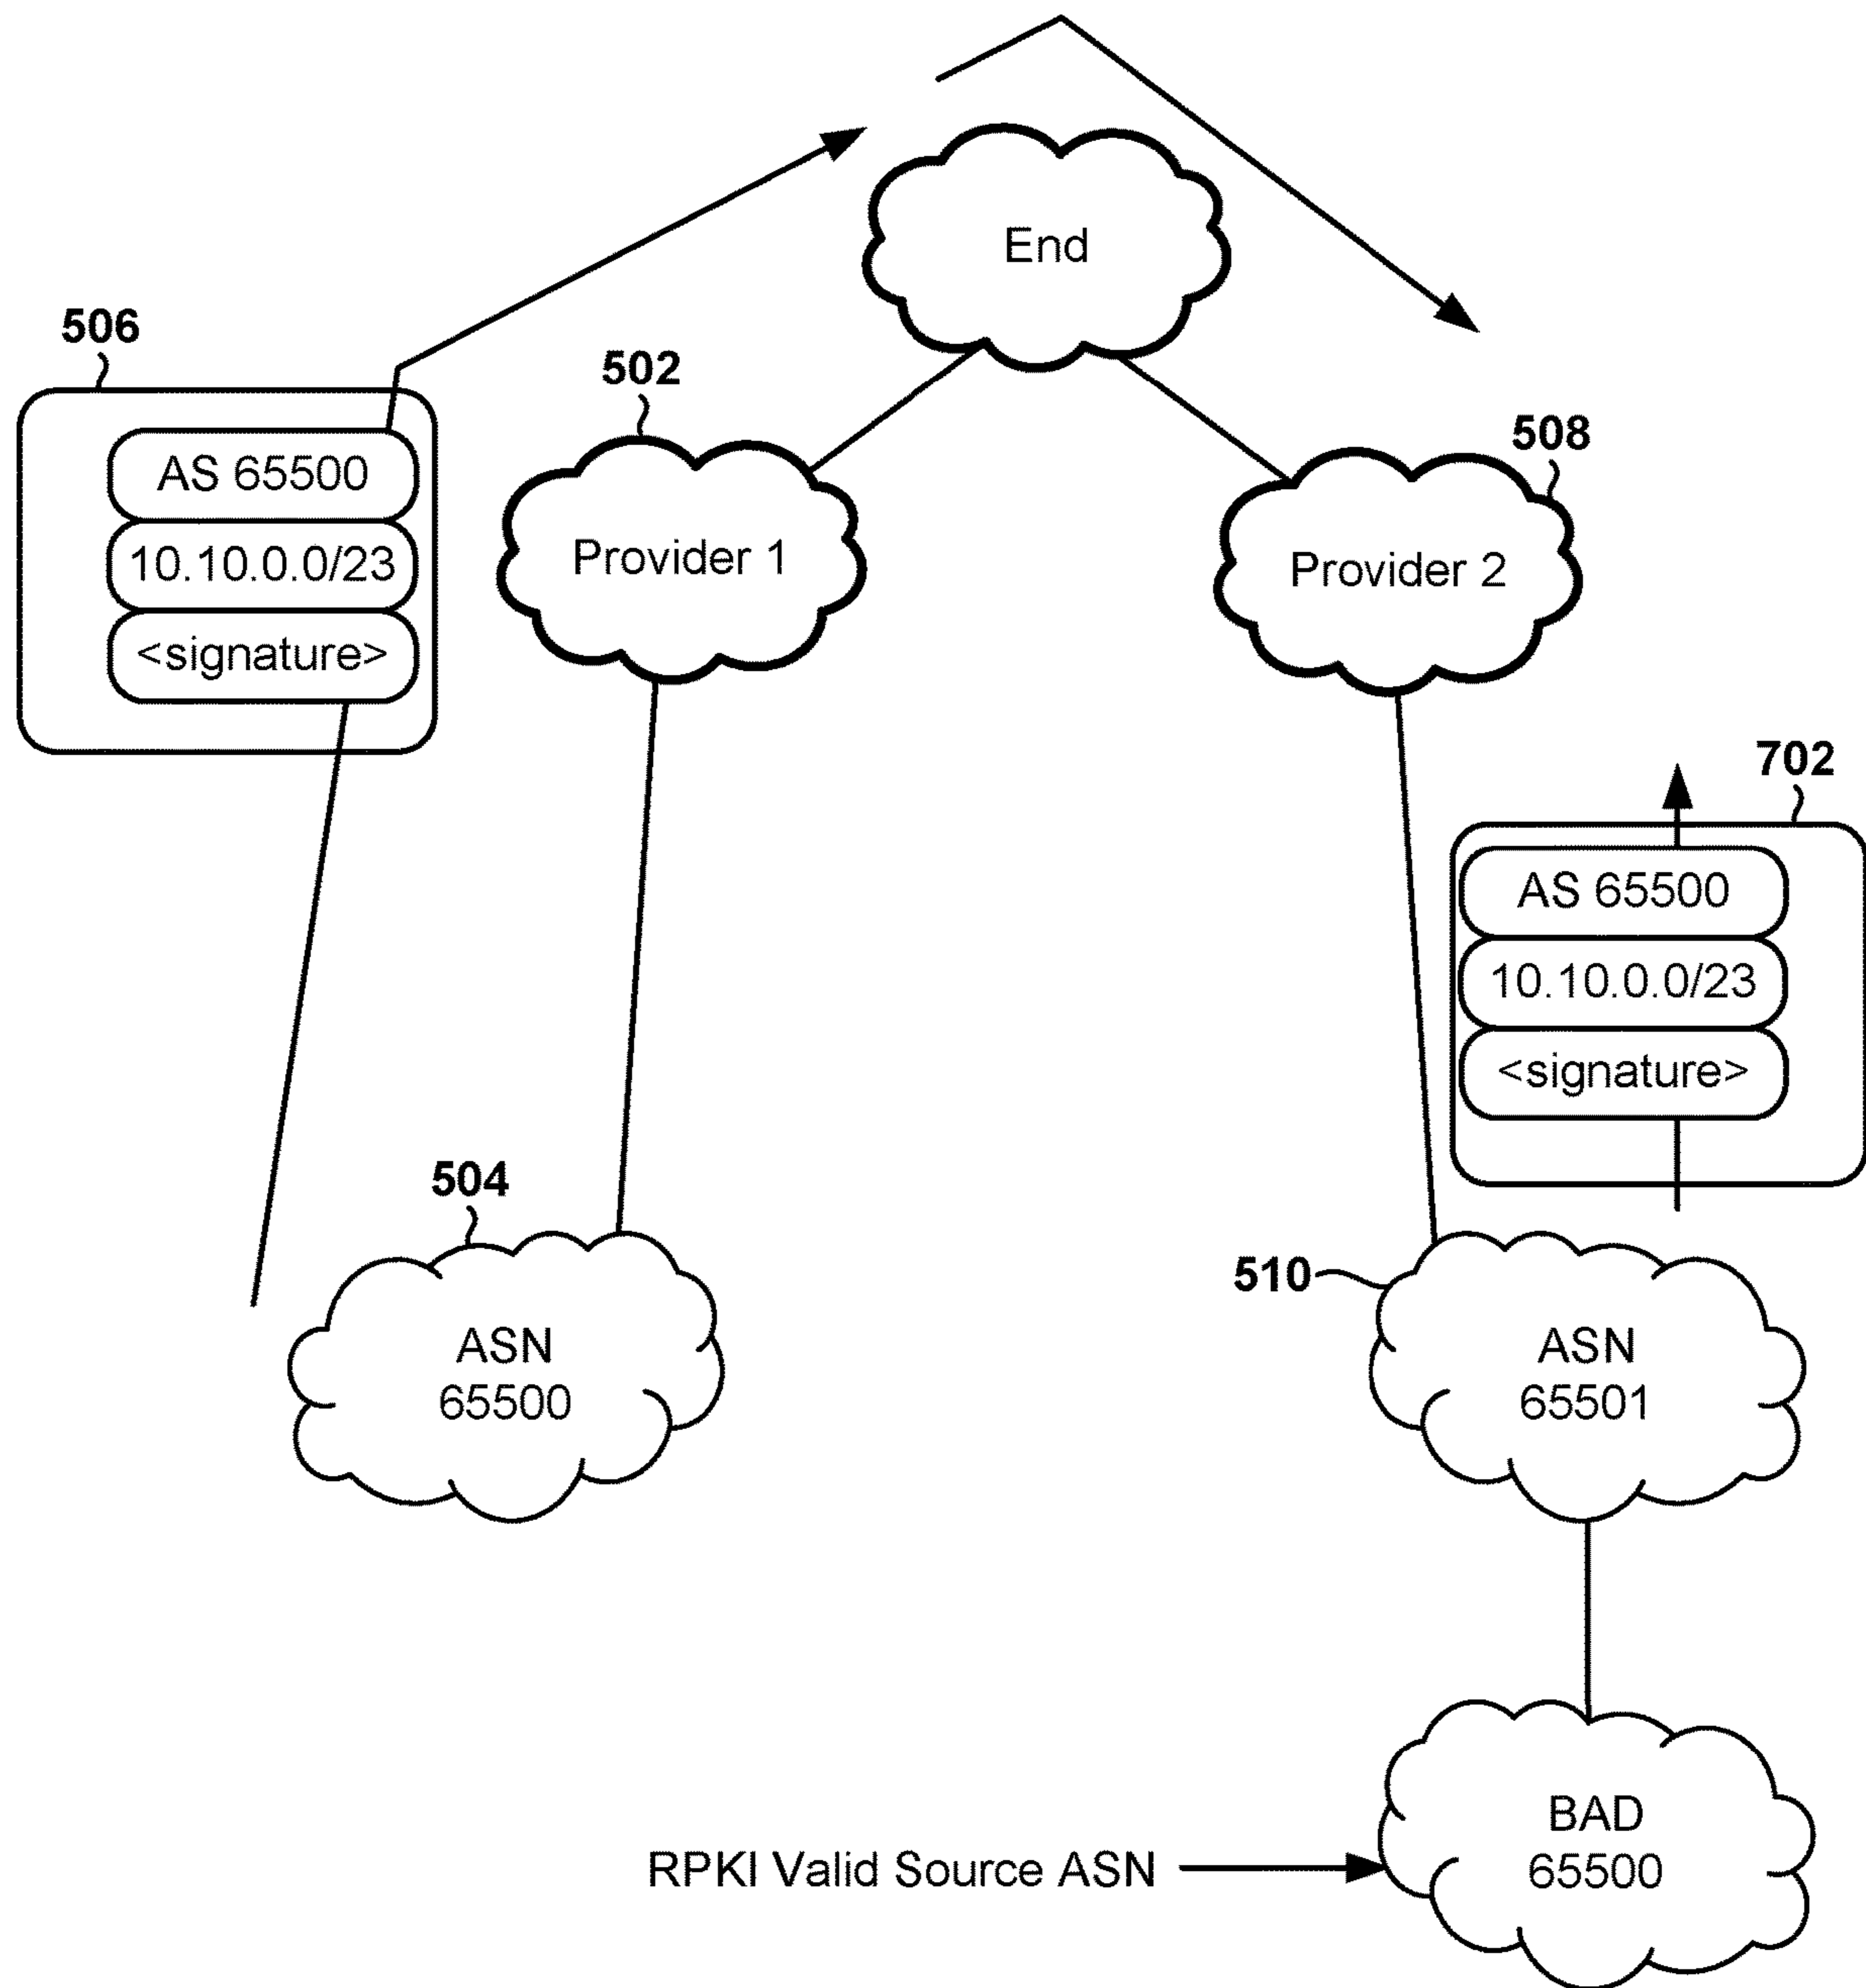 End
506
502
AS 65500
508
10.10.0.0/23
Provider 1
Provider 2
<signature>
702
AS 65500
10.10.0.0/23
<signature>
504
510
ASN
65500
ASN
65501
BAD
65500
RPKI Valid Source ASN